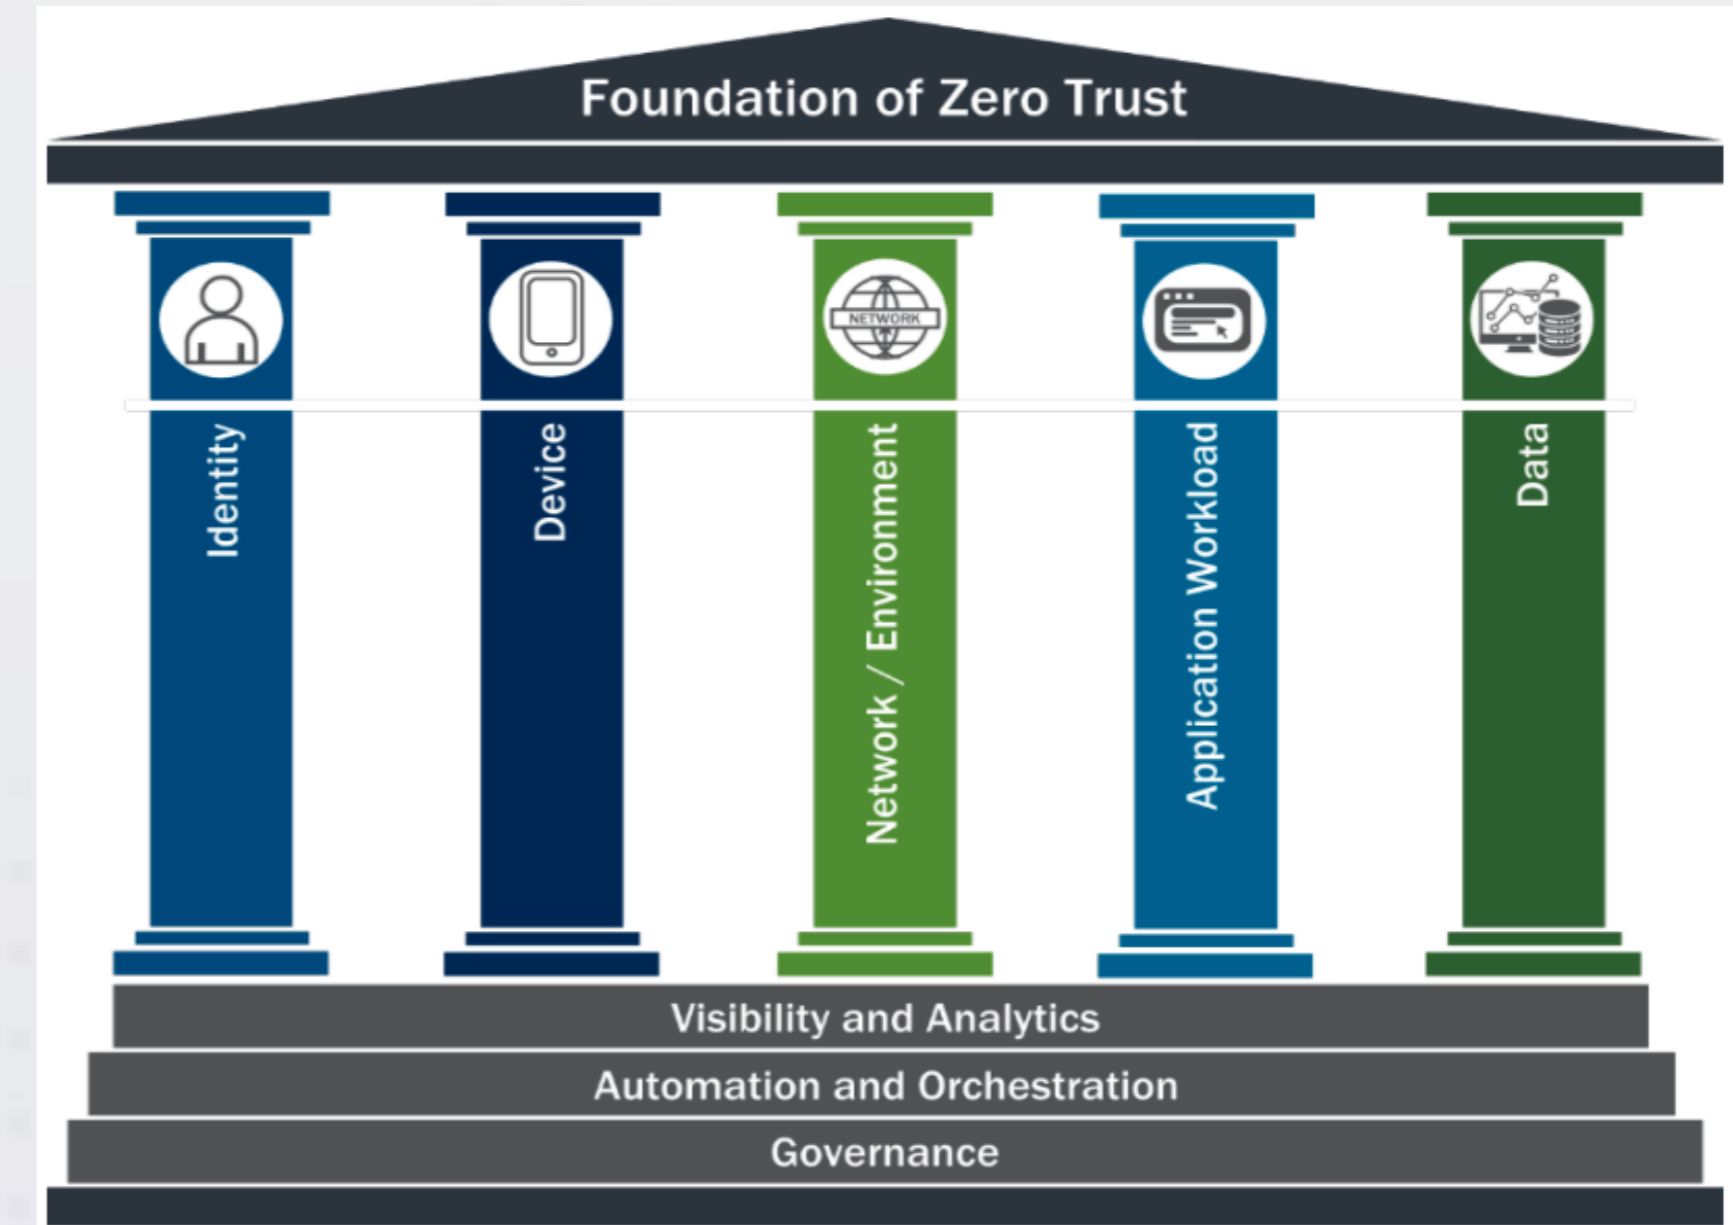 Foundation of Zero Trust
NETWORK
Identity
Device
Network / Environment
Application Workload
Data
Visibility and Analytics
Automation and Orchestration
Governance